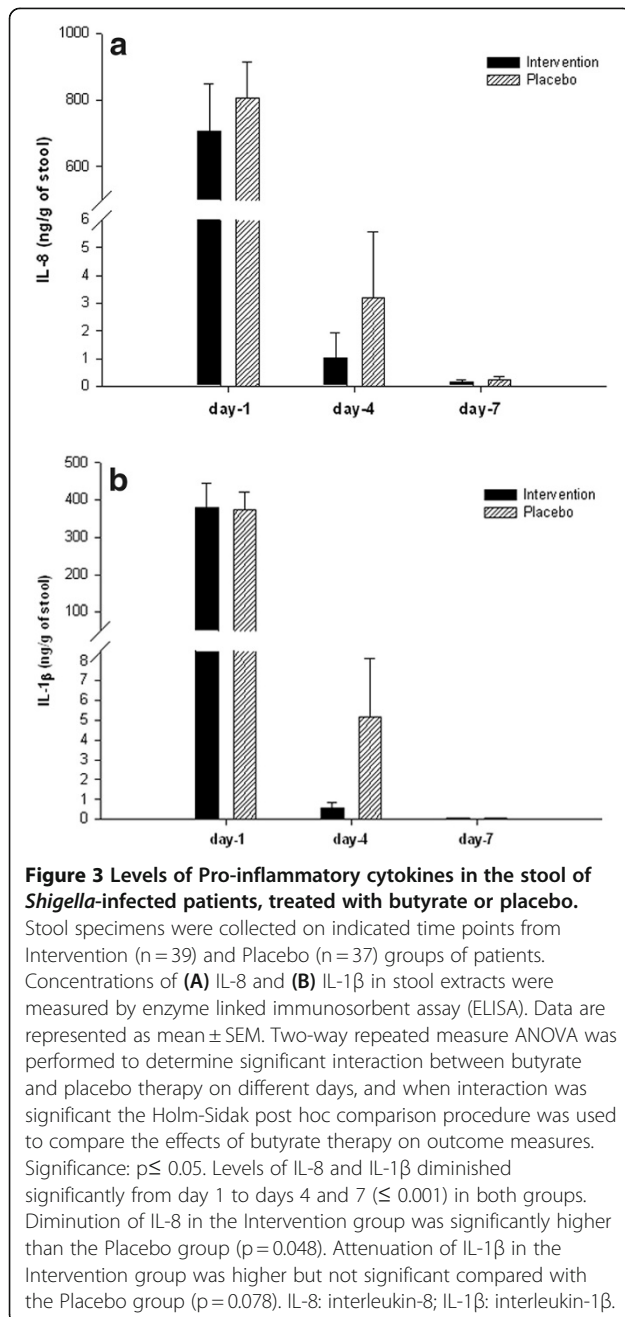 a
1000
800
600
6
5
4
3
2
1
0
IL-8 (ng/g of stool)
Intervention
Placebo
day-1 day-4 day-7
b
500
400
300
200
100
8
7
6
5
4
3
2
1
0
IL-1β (ng/g of stool)
Intervention
Placebo
day-1 day-4 day-7
Figure 3 Levels of Pro-inflammatory cytokines in the stool of
Shigella-infected patients, treated with butyrate or placebo.
Stool specimens were collected on indicated time points from
Intervention (n = 39) and Placebo (n = 37) groups of patients.
Concentrations of (A) IL-8 and (B) IL-1β in stool extracts were
measured by enzyme linked immunosorbent assay (ELISA). Data are
represented as mean ± SEM. Two-way repeated measure ANOVA was
performed to determine significant interaction between butyrate
and placebo therapy on different days, and when interaction was
significant the Holm-Sidak post hoc comparison procedure was used
to compare the effects of butyrate therapy on outcome measures.
Significance: p≤ 0.05. Levels of IL-8 and IL-1β diminished
significantly from day 1 to days 4 and 7 (≤ 0.001) in both groups.
Diminution of IL-8 in the Intervention group was significantly higher
than the Placebo group (p = 0.048). Attenuation of IL-1β in the
Intervention group was higher but not significant compared with
the Placebo group (p = 0.078). IL-8: interleukin-8; IL-1β: interleukin-1β.